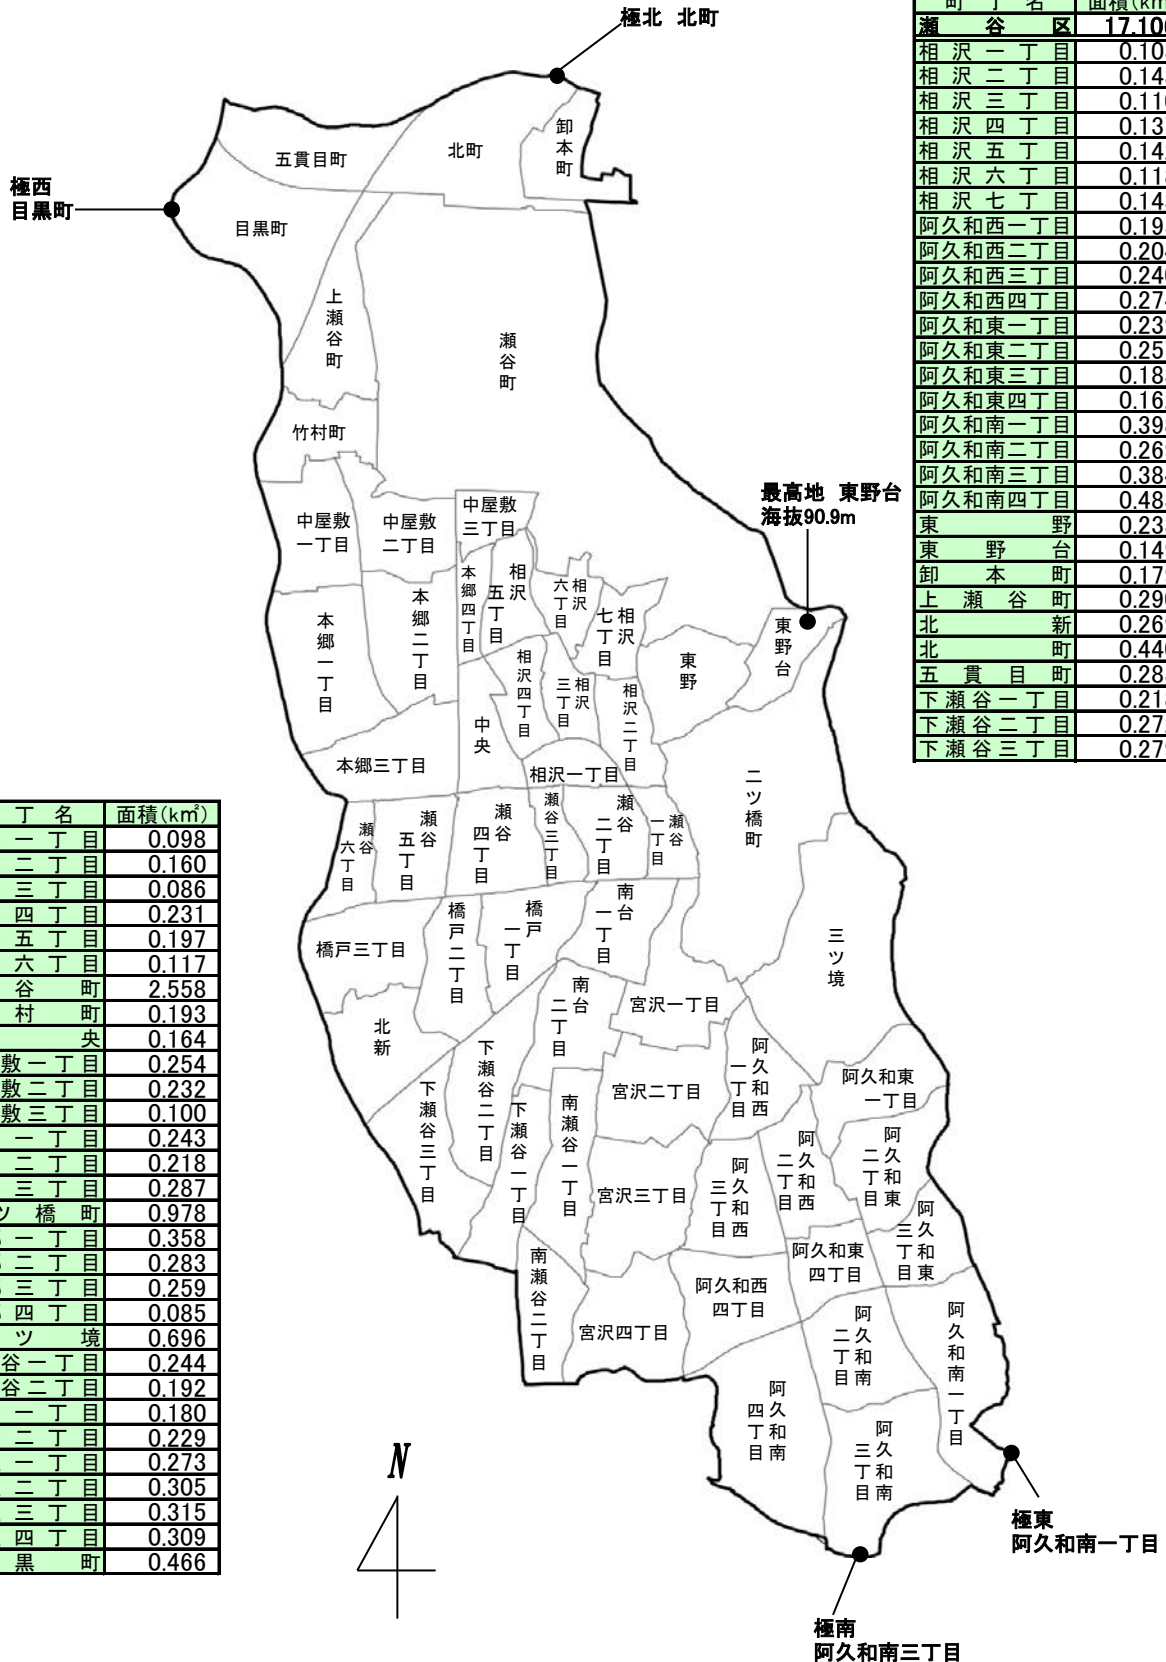 極北 北町
極西
目黒町
最高地 東野台
海抜90.9m
極東
阿久和南一丁目
極南
阿久和南三丁目
N
五貫目町
北町
卸本町
目黒町
上瀬谷町
瀬谷町
竹村町
中屋敷
一丁目
中屋敷
二丁目
中屋敷
三丁目
本郷一丁目
本郷二丁目
本郷四丁目
相沢
五丁目
相沢
六丁目
相沢
七丁目
東野
東野台
相沢四丁目
相沢
三丁目
相沢二丁目
中央
本郷三丁目
相沢一丁目
二ツ橋町
瀬谷
六丁目
瀬谷
五丁目
瀬谷
四丁目
瀬谷三丁目
瀬谷
二丁目
瀬谷
一丁目
橋戸三丁目
橋戸二丁目
橋戸
一丁目
南台
一丁目
三ツ境
北新
南台
二丁目
宮沢一丁目
下瀬谷三丁目
下瀬谷二丁目
下瀬谷一丁目
南瀬谷一丁目
宮沢二丁目
阿久和西
一丁目
阿久和東
一丁目
阿久和西
二丁目
阿久和東
二丁目
宮沢三丁目
阿久和西
三丁目
阿久和東
三丁目
南瀬谷二丁目
宮沢四丁目
阿久和西
四丁目
阿久和東
四丁目
阿久和南
二丁目
阿久和南一丁目
阿久和南
四丁目
阿久和南
三丁目
町丁名 面積(km
瀬谷区 17.10
相沢一丁目 0.10
相沢二丁目 0.14
相沢三丁目 0.11
相沢四丁目 0.13
相沢五丁目 0.14
相沢六丁目 0.11
相沢七丁目 0.14
阿久和西一丁目 0.19
阿久和西二丁目 0.20
阿久和西三丁目 0.24
阿久和西四丁目 0.27
阿久和東一丁目 0.23
阿久和東二丁目 0.25
阿久和東三丁目 0.18
阿久和東四丁目 0.16
阿久和南一丁目 0.39
阿久和南二丁目 0.26
阿久和南三丁目 0.38
阿久和南四丁目 0.48
東野 0.23
東野台 0.14
卸本町 0.17
上瀬谷町 0.29
北新 0.26
北町 0.44
五貫目町 0.28
下瀬谷一丁目 0.21
下瀬谷二丁目 0.27
下瀬谷三丁目 0.27
丁名 面積(km²)
一丁目 0.098
二丁目 0.160
三丁目 0.086
四丁目 0.231
五丁目 0.197
六丁目 0.117
谷町 2.558
村町 0.193
央 0.164
敷一丁目 0.254
敷二丁目 0.232
敷三丁目 0.100
一丁目 0.243
二丁目 0.218
三丁目 0.287
ツ橋町 0.978
一丁目 0.358
二丁目 0.283
三丁目 0.259
四丁目 0.085
ツ境 0.696
谷一丁目 0.244
谷二丁目 0.192
一丁目 0.180
二丁目 0.229
一丁目 0.273
二丁目 0.305
三丁目 0.315
四丁目 0.309
黒町 0.466